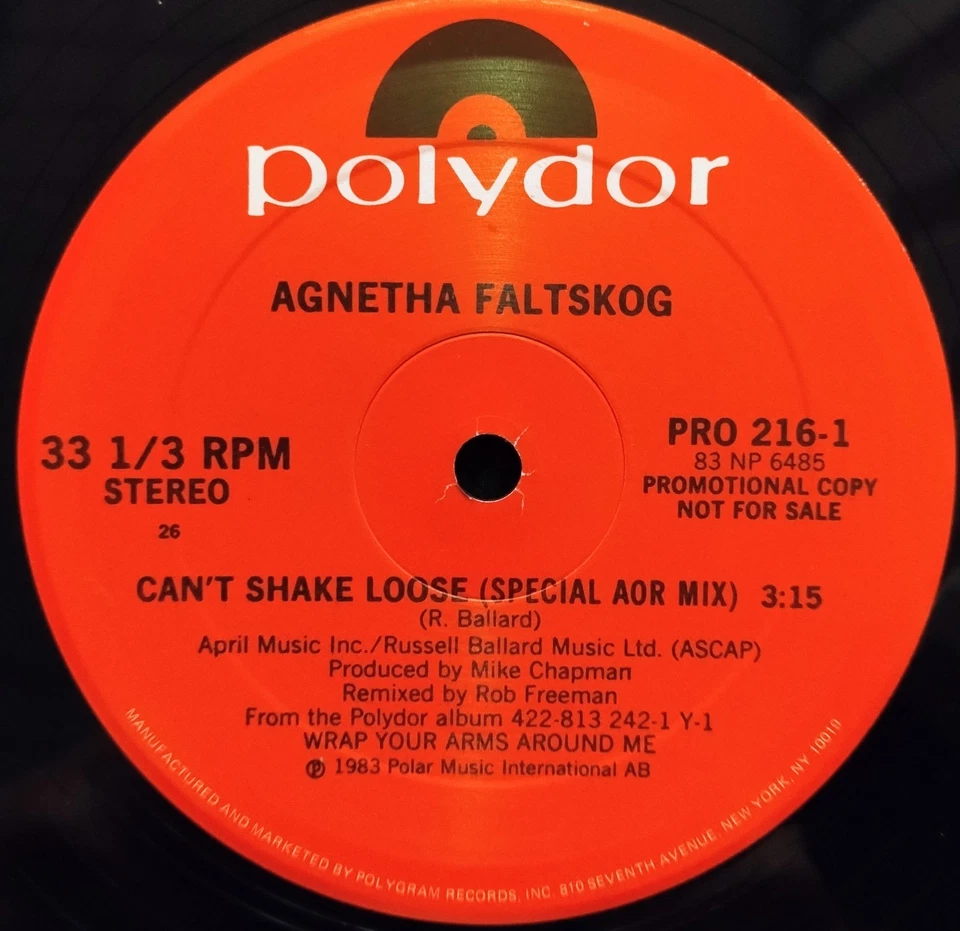 polydor
AGNETHA FALTSKOG
33 1/3 RPM
STEREO
26
PRO 216-1
83 NP 6485
PROMOTIONAL COPY
NOT FOR SALE
CAN'T SHAKE LOOSE (SPECIAL AOR MIX) 3:15
(R. Ballard)
April Music Inc./Russell Ballard Music Ltd. (ASCAP)
Produced by Mike Chapman
Remixed by Rob Freeman
From the Polydor album 422-813 242-1 Y-1
WRAP YOUR ARMS AROUND ME
℗ 1983 Polar Music International AB
MANUFACTURED AND MARKETED BY POLYGRAM RECORDS, INC. 810 SEVENTH AVENUE, NEW YORK, NY 10019